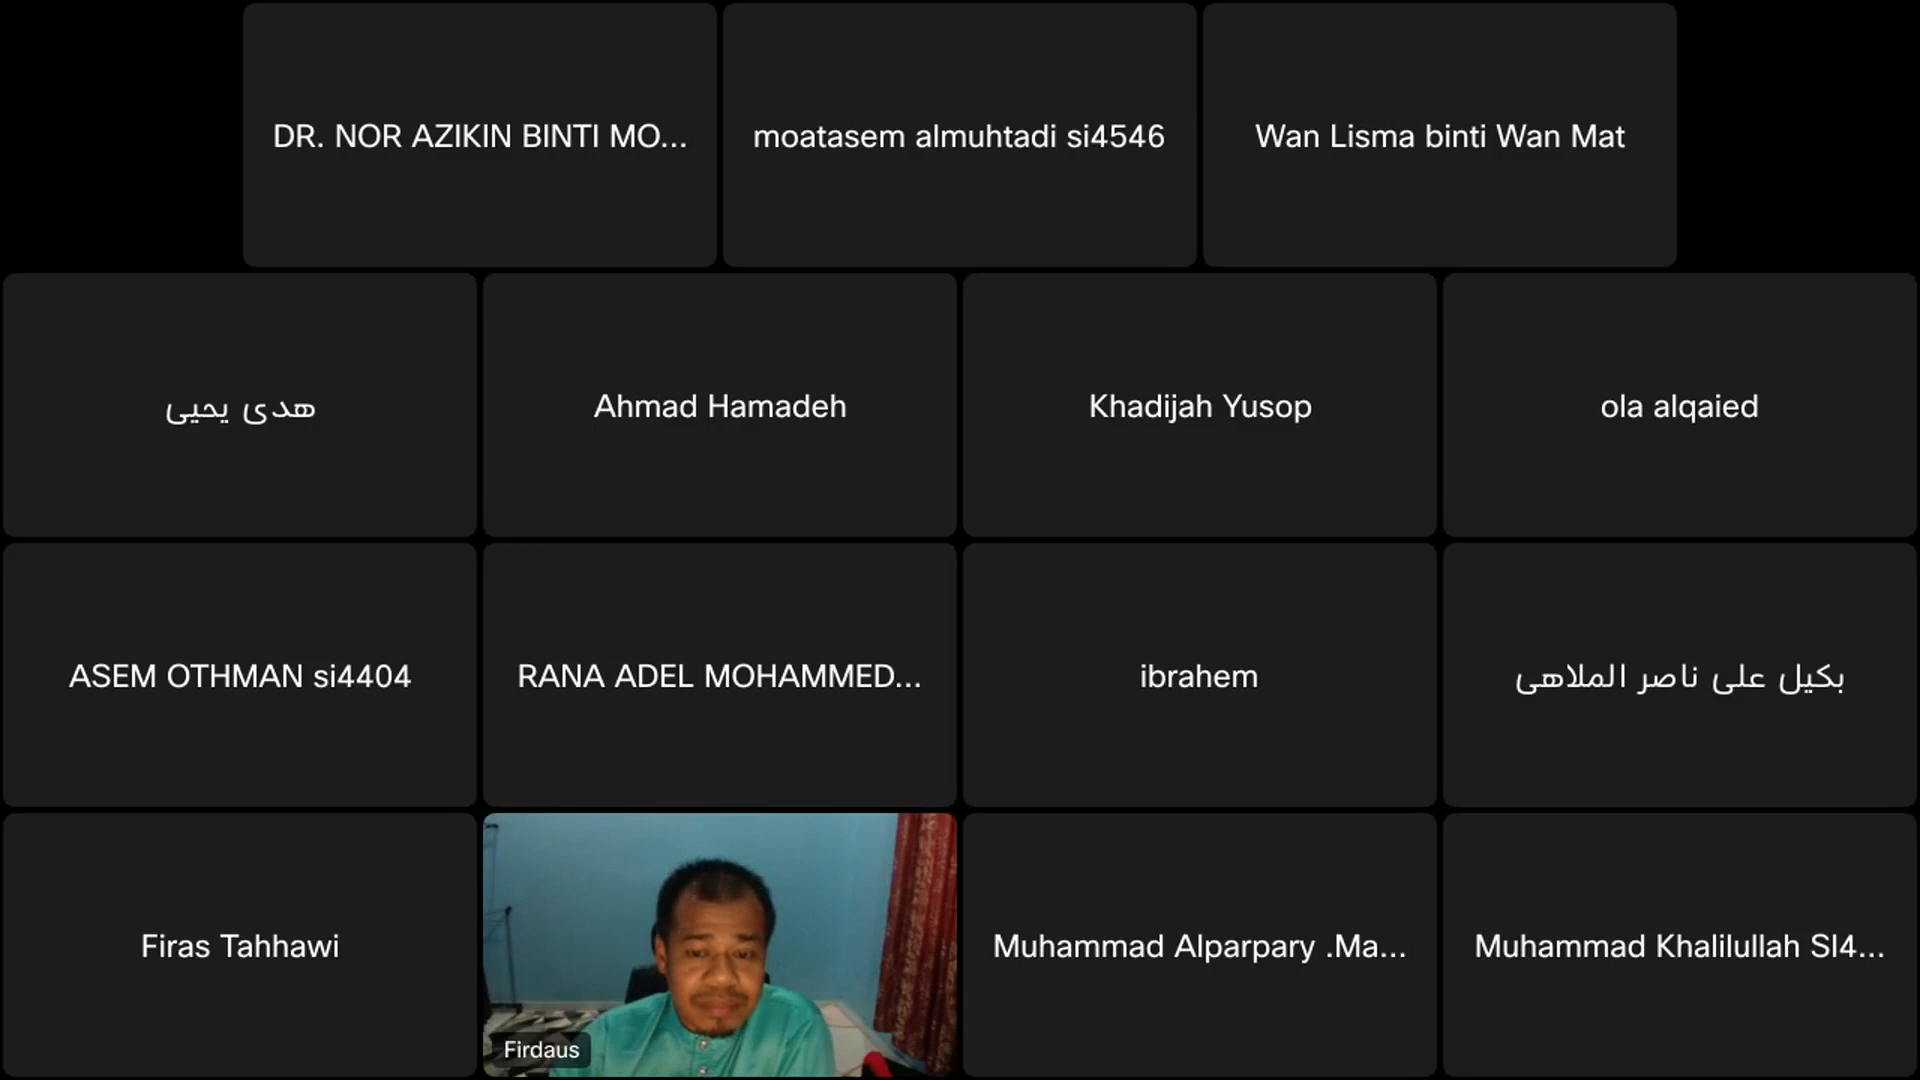 DR. NOR AZIKIN BINTI MO...
moatasem almuhtadi si4546
Wan Lisma binti Wan Mat
هدى يحيى
Ahmad Hamadeh
Khadijah Yusop
ola alqaied
ASEM OTHMAN si4404
RANA ADEL MOHAMMED...
ibrahem
بكيل علي ناصر الملاهي
Firas Tahhawi
Firdaus
Muhammad Alparpary .Ma...
Muhammad Khalilullah SI4...